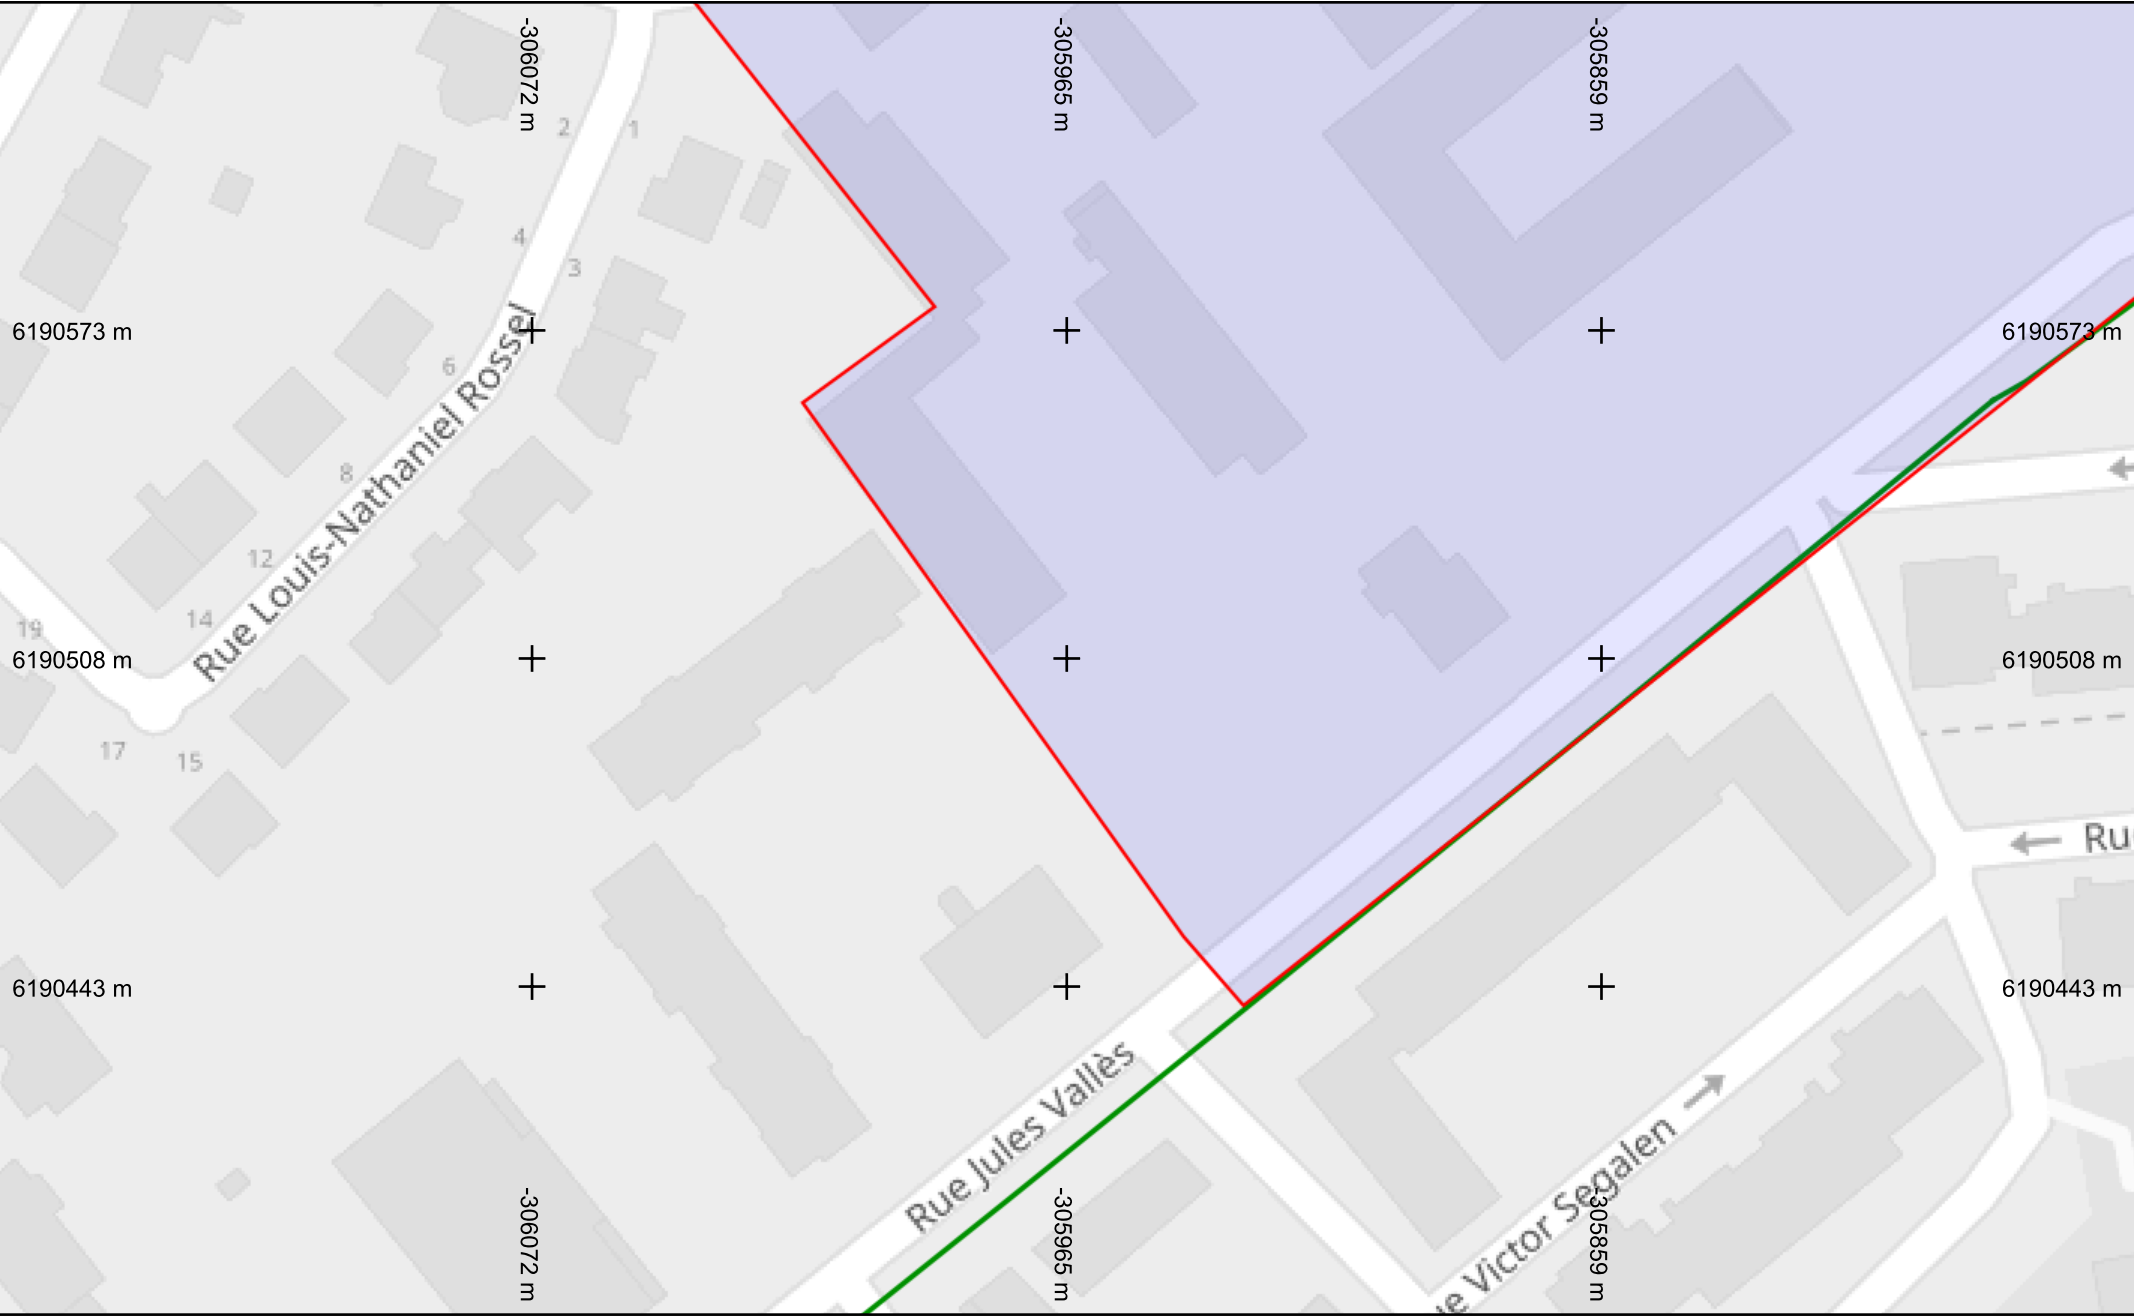 -306072 m
-305965 m
-305859 m
2
1
4
3
6190573 m
6190573 m
6
Rue Louis-Nathaniel Rossel
8
12
14
19
6190508 m
6190508 m
17
15
Ru
6190443 m
6190443 m
Rue Jules Vallès
ue Victor Segalen
-306072 m
-305965 m
-305859 m